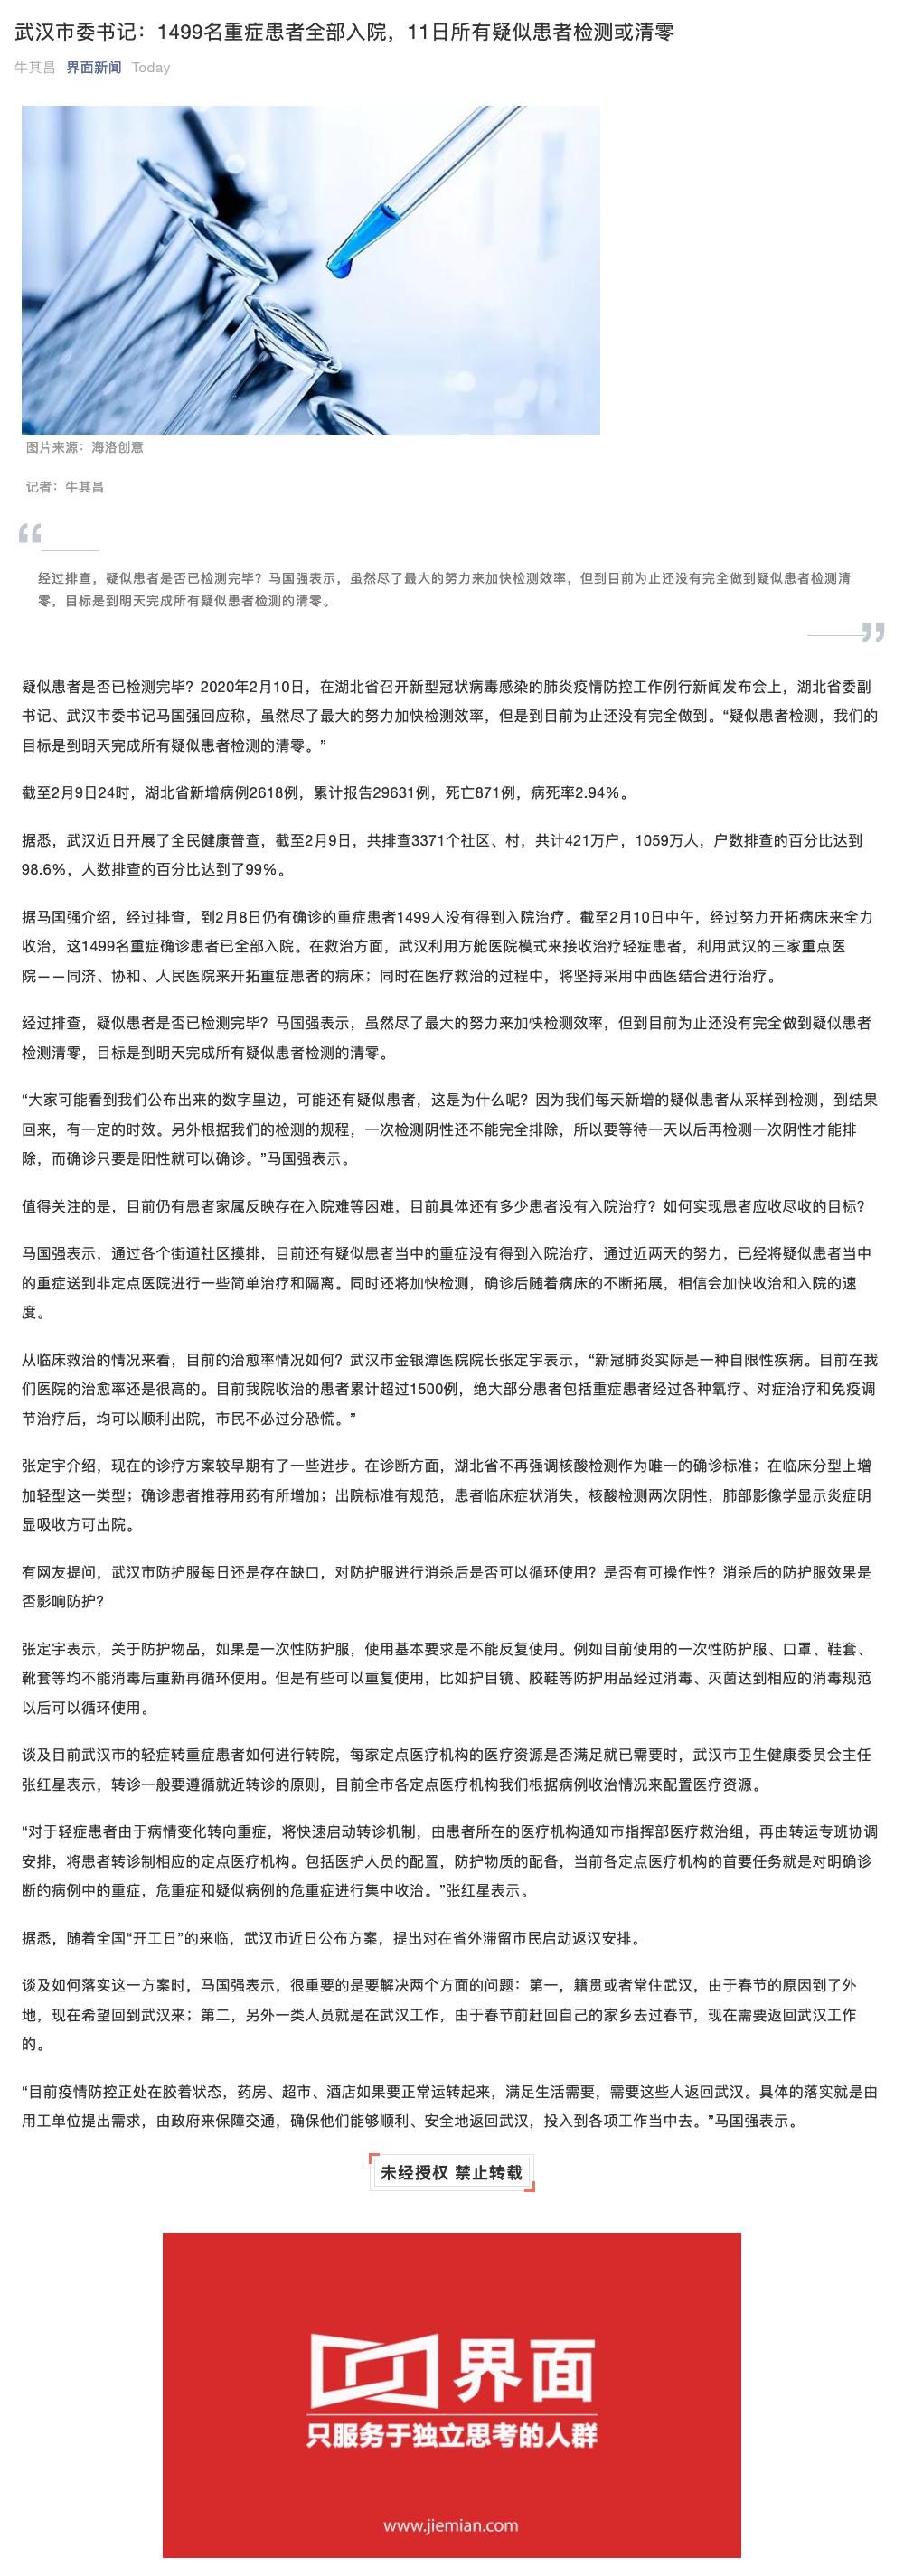 武汉市委书记：1499名重症患者全部入院，11日所有疑似患者检测或清零
牛其昌 界面新闻 Today
图片来源：海洛创意
记者：牛其昌
“
经过排查，疑似患者是否已检测完毕？马国强表示，虽然尽了最大的努力来加快检测效率，但到目前为止还没有完全做到疑似患者检测清
零，目标是到明天完成所有疑似患者检测的清零。
”
疑似患者是否已检测完毕？2020年2月10日，在湖北省召开新型冠状病毒感染的肺炎疫情防控工作例行新闻发布会上，湖北省委副
书记、武汉市委书记马国强回应称，虽然尽了最大的努力加快检测效率，但是到目前为止还没有完全做到。“疑似患者检测，我们的
目标是到明天完成所有疑似患者检测的清零。”
截至2月9日24时，湖北省新增病例2618例，累计报告29631例，死亡871例，病死率2.94%。
据悉，武汉近日开展了全民健康普查，截至2月9日，共排查3371个社区、村，共计421万户，1059万人，户数排查的百分比达到
98.6%，人数排查的百分比达到了99%。
据马国强介绍，经过排查，到2月8日仍有确诊的重症患者1499人没有得到入院治疗。截至2月10日中午，经过努力开拓病床来全力
收治，这1499名重症确诊患者已全部入院。在救治方面，武汉利用方舱医院模式来接收治疗轻症患者，利用武汉的三家重点医
院——同济、协和、人民医院来开拓重症患者的病床；同时在医疗救治的过程中，将坚持采用中西医结合进行治疗。
经过排查，疑似患者是否已检测完毕？马国强表示，虽然尽了最大的努力来加快检测效率，但到目前为止还没有完全做到疑似患者
检测清零，目标是到明天完成所有疑似患者检测的清零。
“大家可能看到我们公布出来的数字里边，可能还有疑似患者，这是为什么呢？因为我们每天新增的疑似患者从采样到检测，到结果
回来，有一定的时效。另外根据我们的检测的规程，一次检测阴性还不能完全排除，所以要等待一天以后再检测一次阴性才能排
除，而确诊只要是阳性就可以确诊。”马国强表示。
值得关注的是，目前仍有患者家属反映存在入院难等困难，目前具体还有多少患者没有入院治疗？如何实现患者应收尽收的目标？
马国强表示，通过各个街道社区摸排，目前还有疑似患者当中的重症没有得到入院治疗，通过近两天的努力，已经将疑似患者当中
的重症送到非定点医院进行一些简单治疗和隔离。同时还将加快检测，确诊后随着病床的不断拓展，相信会加快收治和入院的速
度。
从临床救治的情况来看，目前的治愈率情况如何？武汉市金银潭医院院长张定宇表示，“新冠肺炎实际是一种自限性疾病。目前在我
们医院的治愈率还是很高的。目前我院收治的患者累计超过1500例，绝大部分患者包括重症患者经过各种氧疗、对症治疗和免疫调
节治疗后，均可以顺利出院，市民不必过分恐慌。”
张定宇介绍，现在的诊疗方案较早期有了一些进步。在诊断方面，湖北省不再强调核酸检测作为唯一的确诊标准；在临床分型上增
加轻型这一类型；确诊患者推荐用药有所增加；出院标准有规范，患者临床症状消失，核酸检测两次阴性，肺部影像学显示炎症明
显吸收方可出院。
有网友提问，武汉市防护服每日还是存在缺口，对防护服进行消杀后是否可以循环使用？是否有可操作性？消杀后的防护服效果是
否影响防护？
张定宇表示，关于防护物品，如果是一次性防护服，使用基本要求是不能反复使用。例如目前使用的一次性防护服、口罩、鞋套、
靴套等均不能消毒后重新再循环使用。但是有些可以重复使用，比如护目镜、胶鞋等防护用品经过消毒、灭菌达到相应的消毒规范
以后可以循环使用。
谈及目前武汉市的轻症转重症患者如何进行转院，每家定点医疗机构的医疗资源是否满足就已需要时，武汉市卫生健康委员会主任
张红星表示，转诊一般要遵循就近转诊的原则，目前全市各定点医疗机构我们根据病例收治情况来配置医疗资源。
“对于轻症患者由于病情变化转向重症，将快速启动转诊机制，由患者所在的医疗机构通知市指挥部医疗救治组，再由转运专班协调
安排，将患者转诊制相应的定点医疗机构。包括医护人员的配置，防护物质的配备，当前各定点医疗机构的首要任务就是对明确诊
断的病例中的重症，危重症和疑似病例的危重症进行集中收治。”张红星表示。
据悉，随着全国“开工日”的来临，武汉市近日公布方案，提出对在省外滞留市民启动返汉安排。
谈及如何落实这一方案时，马国强表示，很重要的是要解决两个方面的问题：第一，籍贯或者常住武汉，由于春节的原因到了外
地，现在希望回到武汉来；第二，另外一类人员就是在武汉工作，由于春节前赶回自己的家乡去过春节，现在需要返回武汉工作
的。
“目前疫情防控正处在胶着状态，药房、超市、酒店如果要正常运转起来，满足生活需要，需要这些人返回武汉。具体的落实就是由
用工单位提出需求，由政府来保障交通，确保他们能够顺利、安全地返回武汉，投入到各项工作当中去。”马国强表示。
未经授权 禁止转载
界面
只服务于独立思考的人群
www.jiemian.com